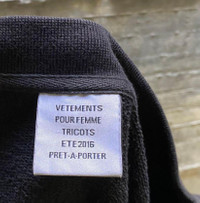 VETEMENTS
POUR FEMME
TRICOTS
ETE 2016
PRET-A-PORTER